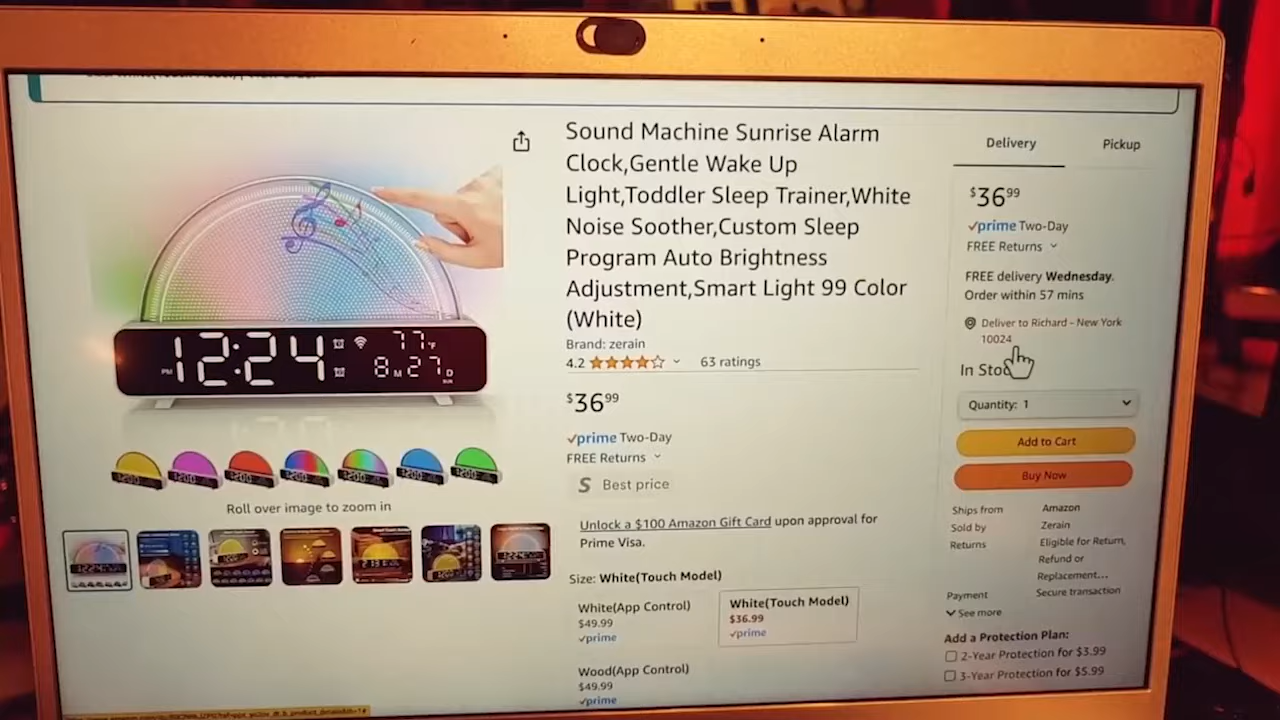 Sound Machine Sunrise Alarm
Clock,Gentle Wake Up
Light,Toddler Sleep Trainer,White
Noise Soother,Custom Sleep
Program Auto Brightness
Adjustment,Smart Light 99 Color
(White)
Brand: zerain
4.2
63 ratings
$36.99
prime Two-Day
FREE Returns
S Best price
Unlock a $100 Amazon Gift Card upon approval for
Prime Visa.
Size: White(Touch Model)
White(App Control)
$49.99
prime
White(Touch Model)
$36.99
prime
Wood(App Control)
$49.99
prime
PM 12:24
77°F
8 M 27 D
SUN
Roll over image to zoom in
Delivery
Pickup
$36.99
prime Two-Day
FREE Returns
FREE delivery Wednesday.
Order within 57 mins
Deliver to Richard – New York
10024
In Sto
Quantity: 1
Add to Cart
Buy Now
Ships from Amazon
Sold by Zerain
Returns Eligible for Return,
Refund or
Replacement...
Payment Secure transaction
See more
Add a Protection Plan:
2-Year Protection for $3.99
3-Year Protection for $5.99